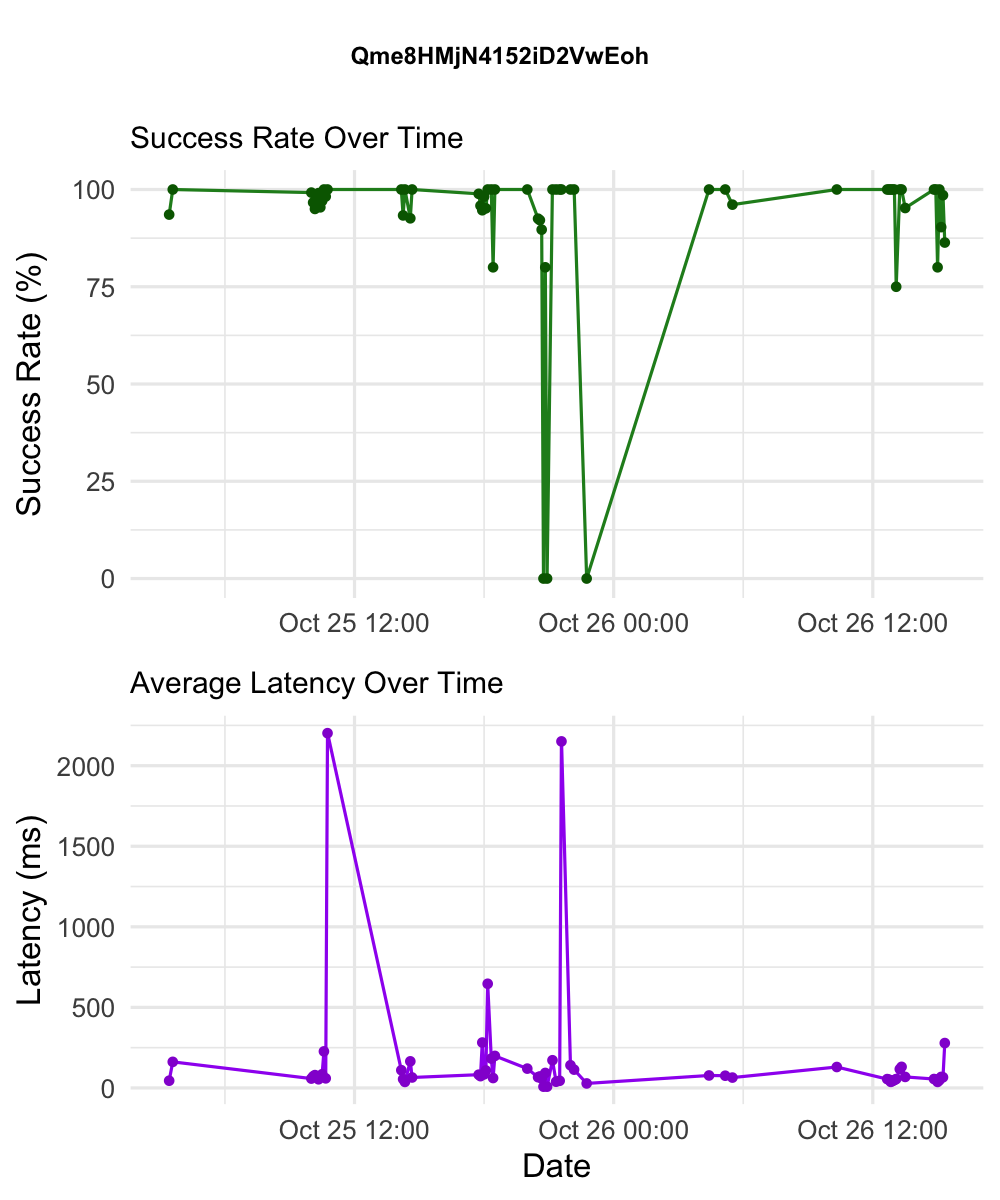 Qme8HMjN4152iD2VwEoh
Success Rate Over Time
Success Rate (%)
100
75
50
25
0
Oct 25 12:00 Oct 26 00:00 Oct 26 12:00
Average Latency Over Time
Latency (ms)
2000
1500
1000
500
0
Oct 25 12:00 Oct 26 00:00 Oct 26 12:00
Date